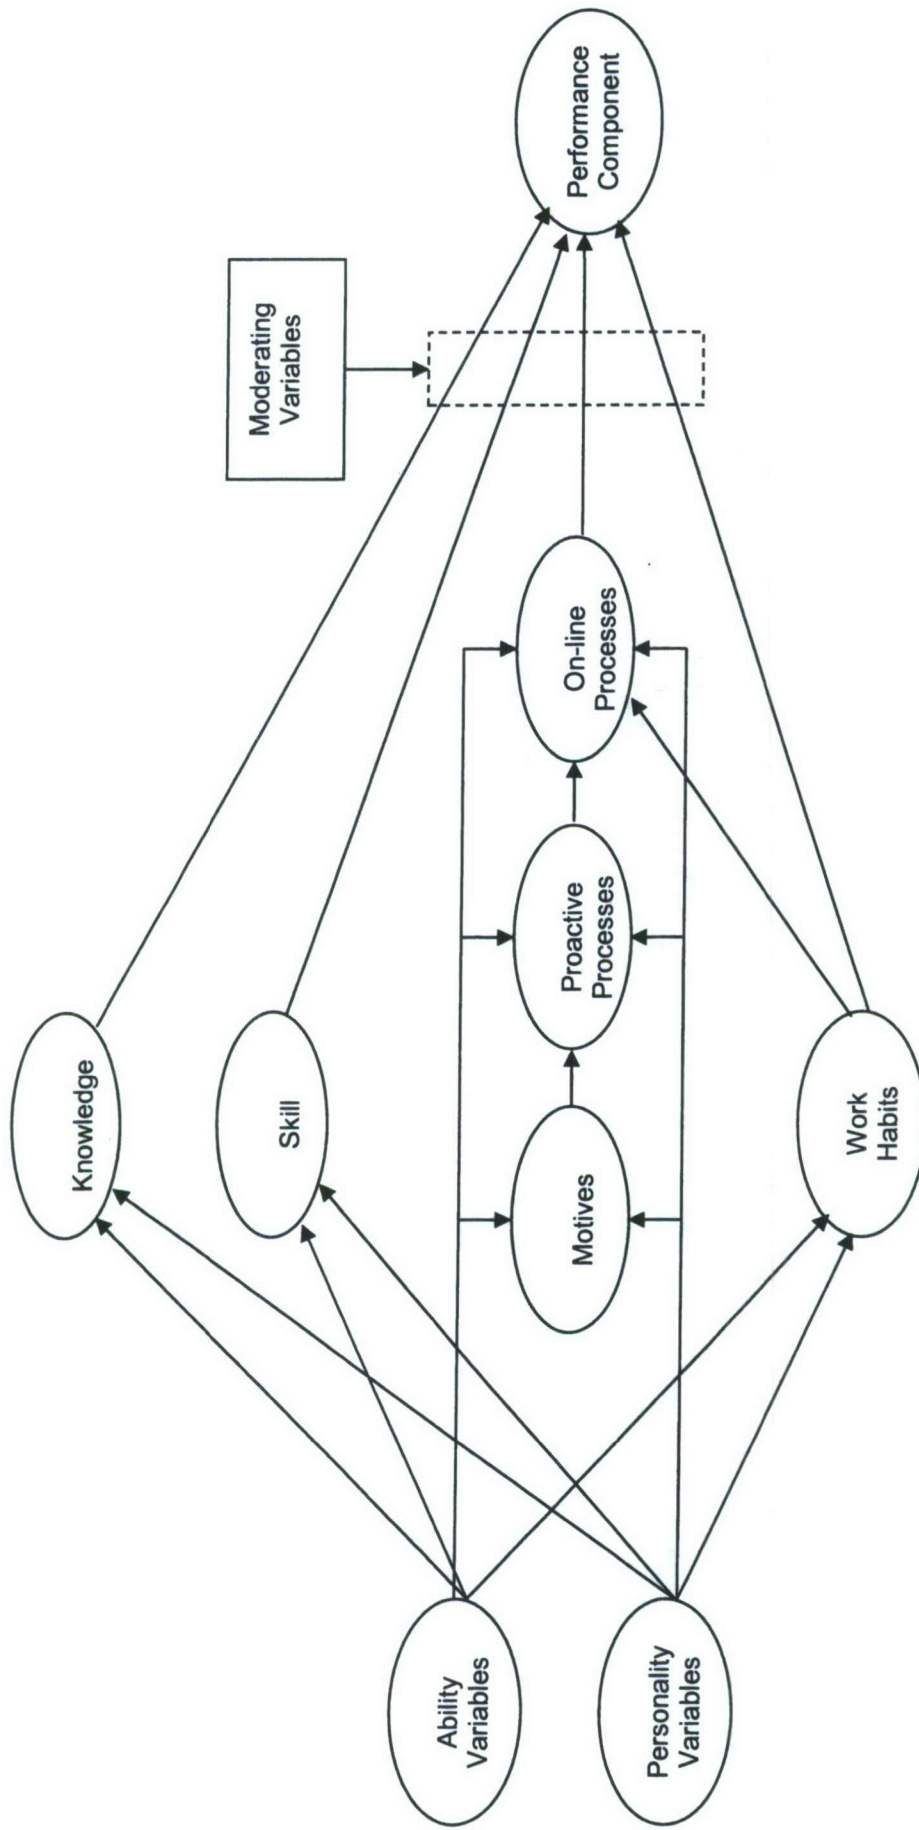 Ability
Variables
Personality
Variables
Knowledge
Skill
Motives
Proactive
Processes
On-line
Processes
Work
Habits
Moderating
Variables
Performance
Component